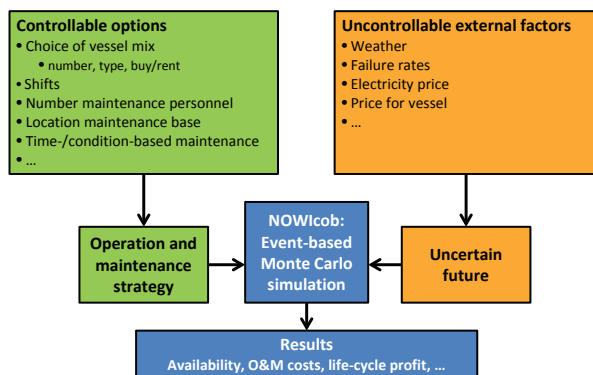 Controllable options
• Choice of vessel mix
• number, type, buy/rent
• Shifts
• Number maintenance personnel
• Location maintenance base
• Time-/condition-based maintenance
• ...
Uncontrollable external factors
• Weather
• Failure rates
• Electricity price
• Price for vessel
• ...
Operation and
maintenance
strategy
NOWIcob:
Event-based
Monte Carlo
simulation
Uncertain
future
Results
Availability, O&M costs, life-cycle profit, ...